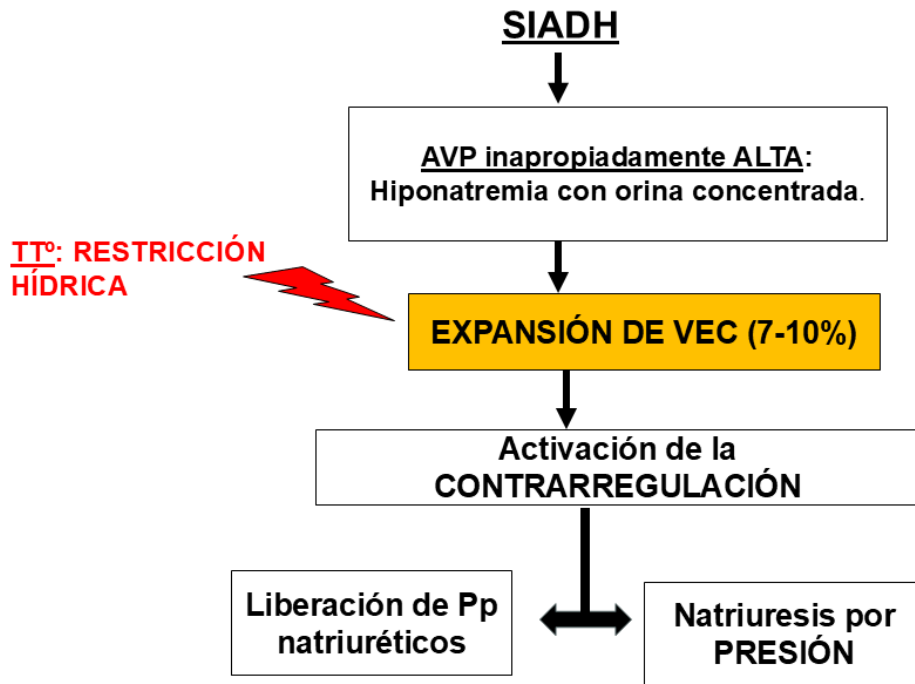 SIADH
AVP inapropiadamente ALTA:
Hiponatremia con orina concentrada.
TTº: RESTRICCIÓN
HÍDRICA
EXPANSIÓN DE VEC (7-10%)
Activación de la
CONTRARREGULACIÓN
Liberación de Pp
natriuréticos
Natriuresis por
PRESIÓN